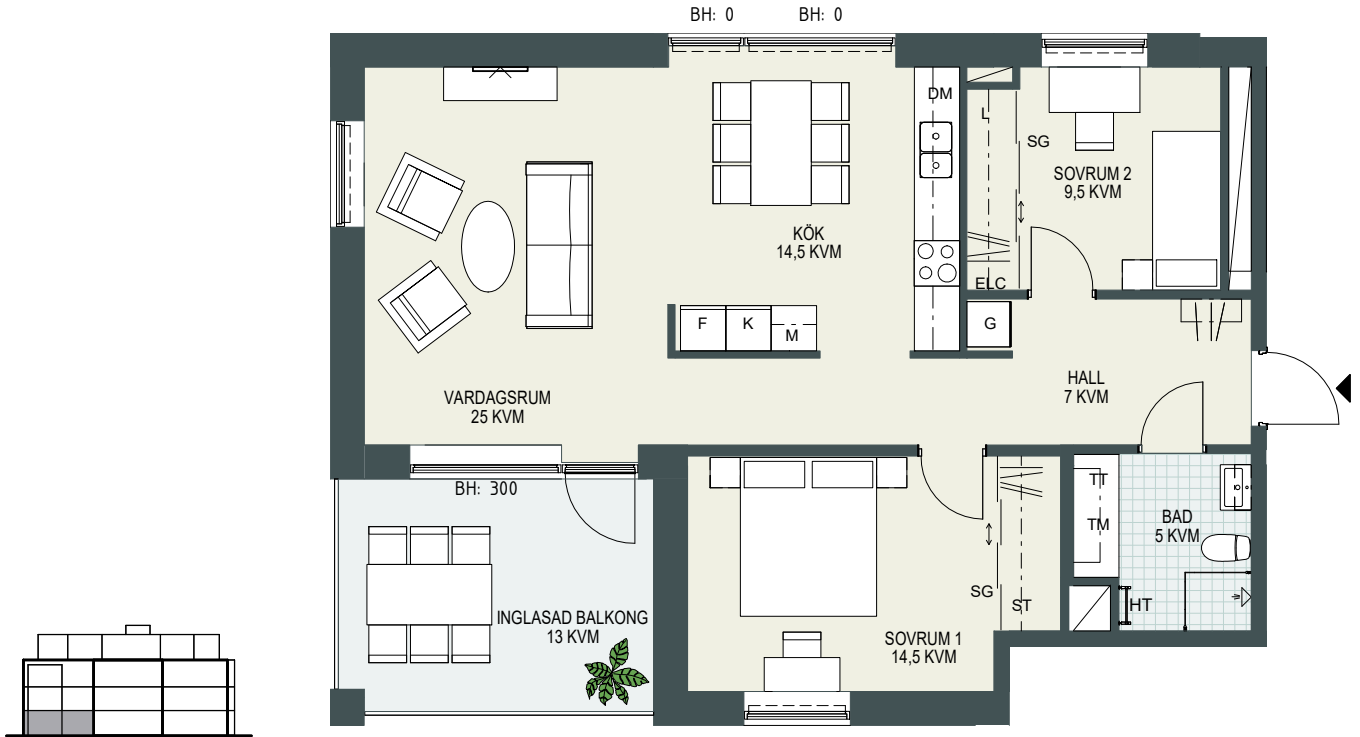 BH: 0 BH: 0
DM
L
SG
SOVRUM 2
9,5 KVM
KÖK
14,5 KVM
ELC
F K M
G
HALL
7 KVM
VARDAGSRUM
25 KVM
BH: 300
TT
TM
BAD
5 KVM
SG ST
HT
INGLASAD BALKONG
13 KVM
SOVRUM 1
14,5 KVM